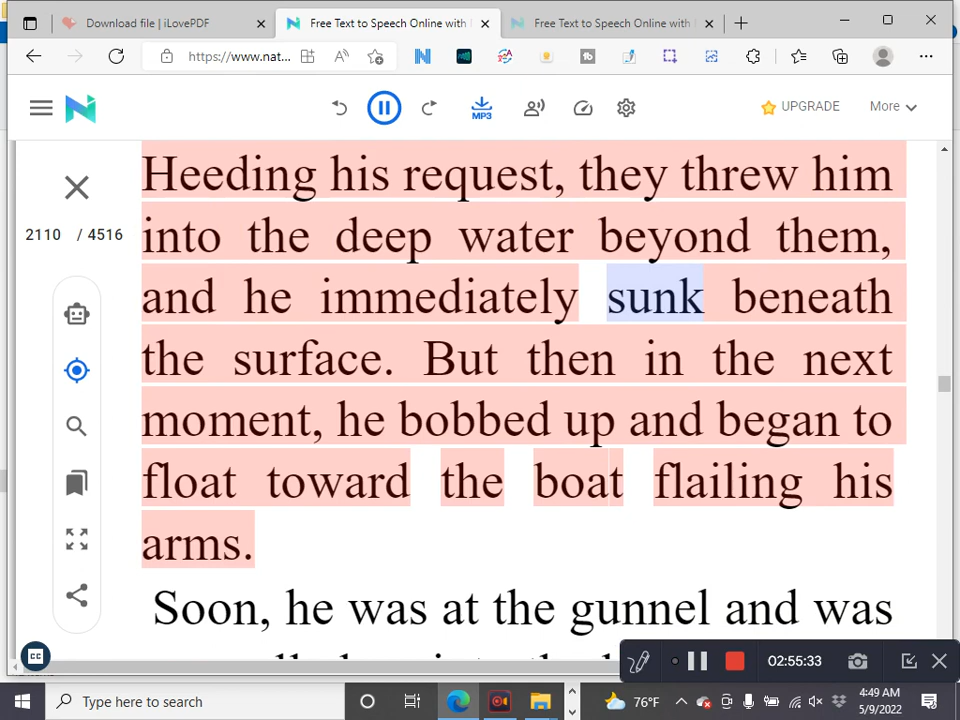 Download file | iLovePDF
Free Text to Speech Online with
Free Text to Speech Online with
https://www.nat...
MP3
UPGRADE
More
2110 / 4516
Heeding his request, they threw him
into the deep water beyond them,
and he immediately sunk beneath
the surface. But then in the next
moment, he bobbed up and began to
float toward the boat flailing his
arms.
Soon, he was at the gunnel and was
CC
02:55:33
Type here to search
76°F
4:49 AM
5/9/2022